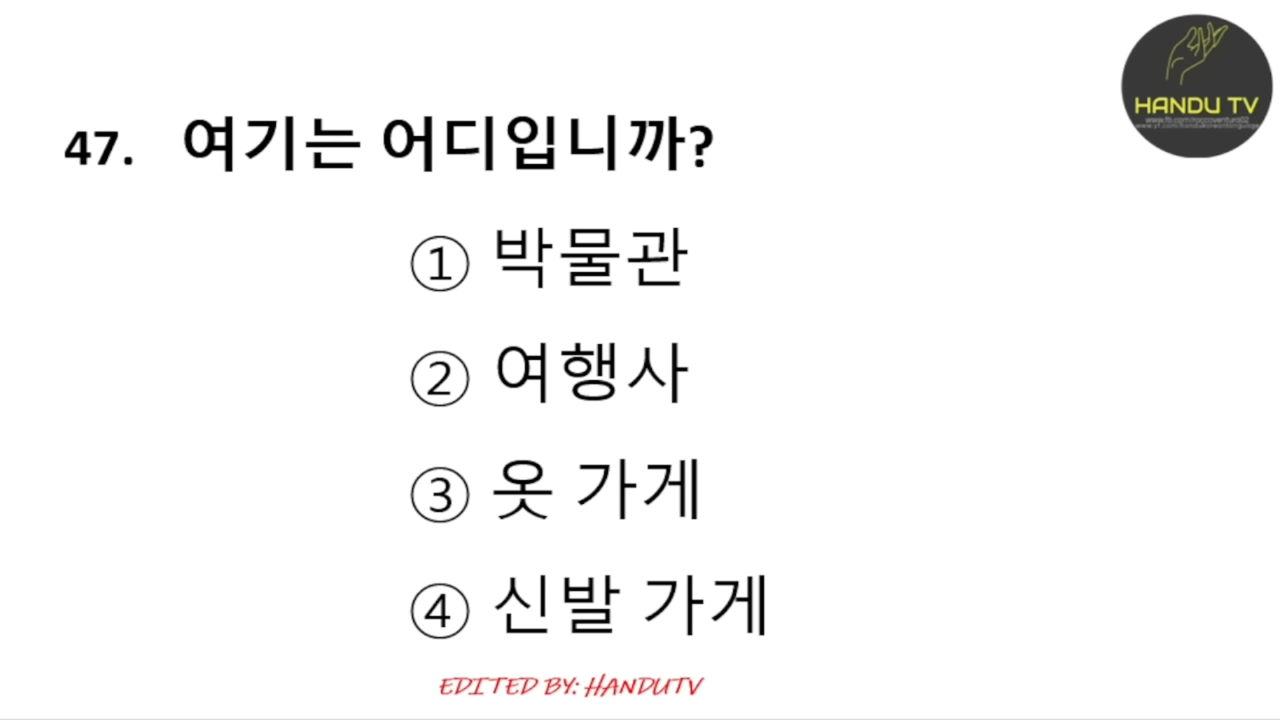 HANDU TV
47. 여기는 어디입니까?
① 박물관
② 여행사
③ 옷 가게
④ 신발 가게
EDITED BY: HANDUTV